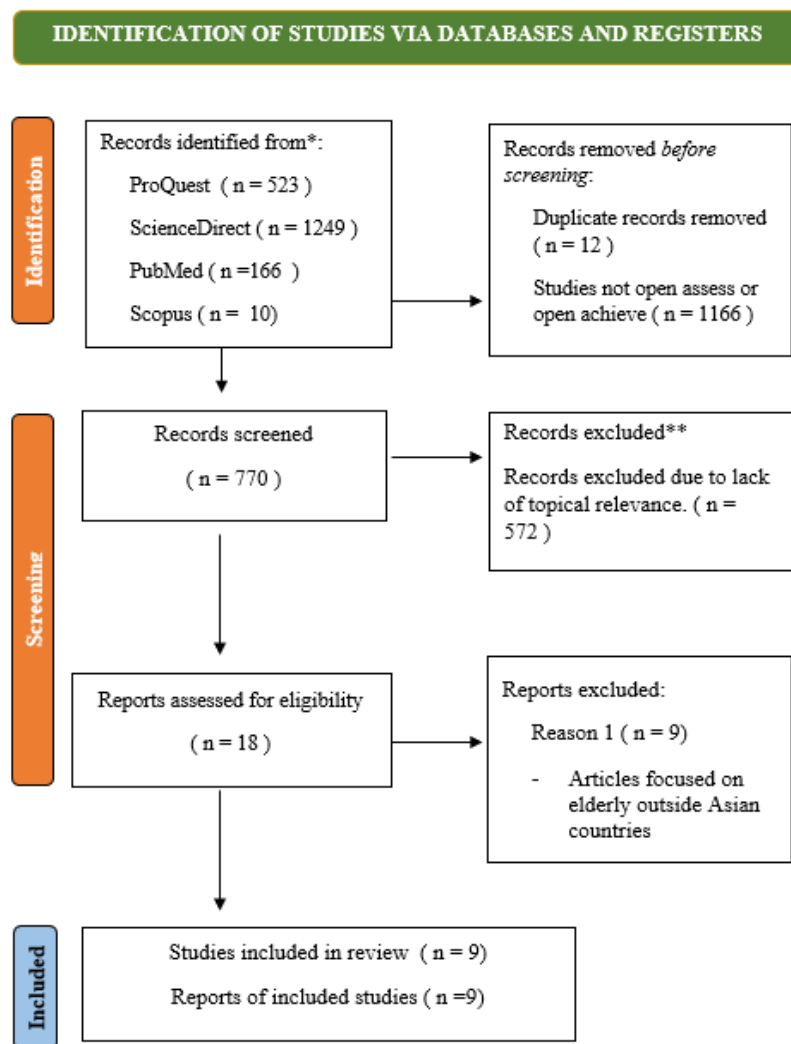 IDENTIFICATION OF STUDIES VIA DATABASES AND REGISTERS
Identification
Records identified from*:
ProQuest ( n = 523 )
ScienceDirect ( n = 1249 )
PubMed ( n =166 )
Scopus ( n = 10)
Records removed before
screening:
Duplicate records removed
( n = 12 )
Studies not open assess or
open achieve ( n = 1166 )
Screening
Records screened
( n = 770 )
Records excluded**
Records excluded due to lack
of topical relevance. ( n =
572 )
Reports assessed for eligibility
( n = 18 )
Reports excluded:
Reason 1 ( n = 9)
- Articles focused on
elderly outside Asian
countries
Included
Studies included in review ( n = 9)
Reports of included studies ( n =9)